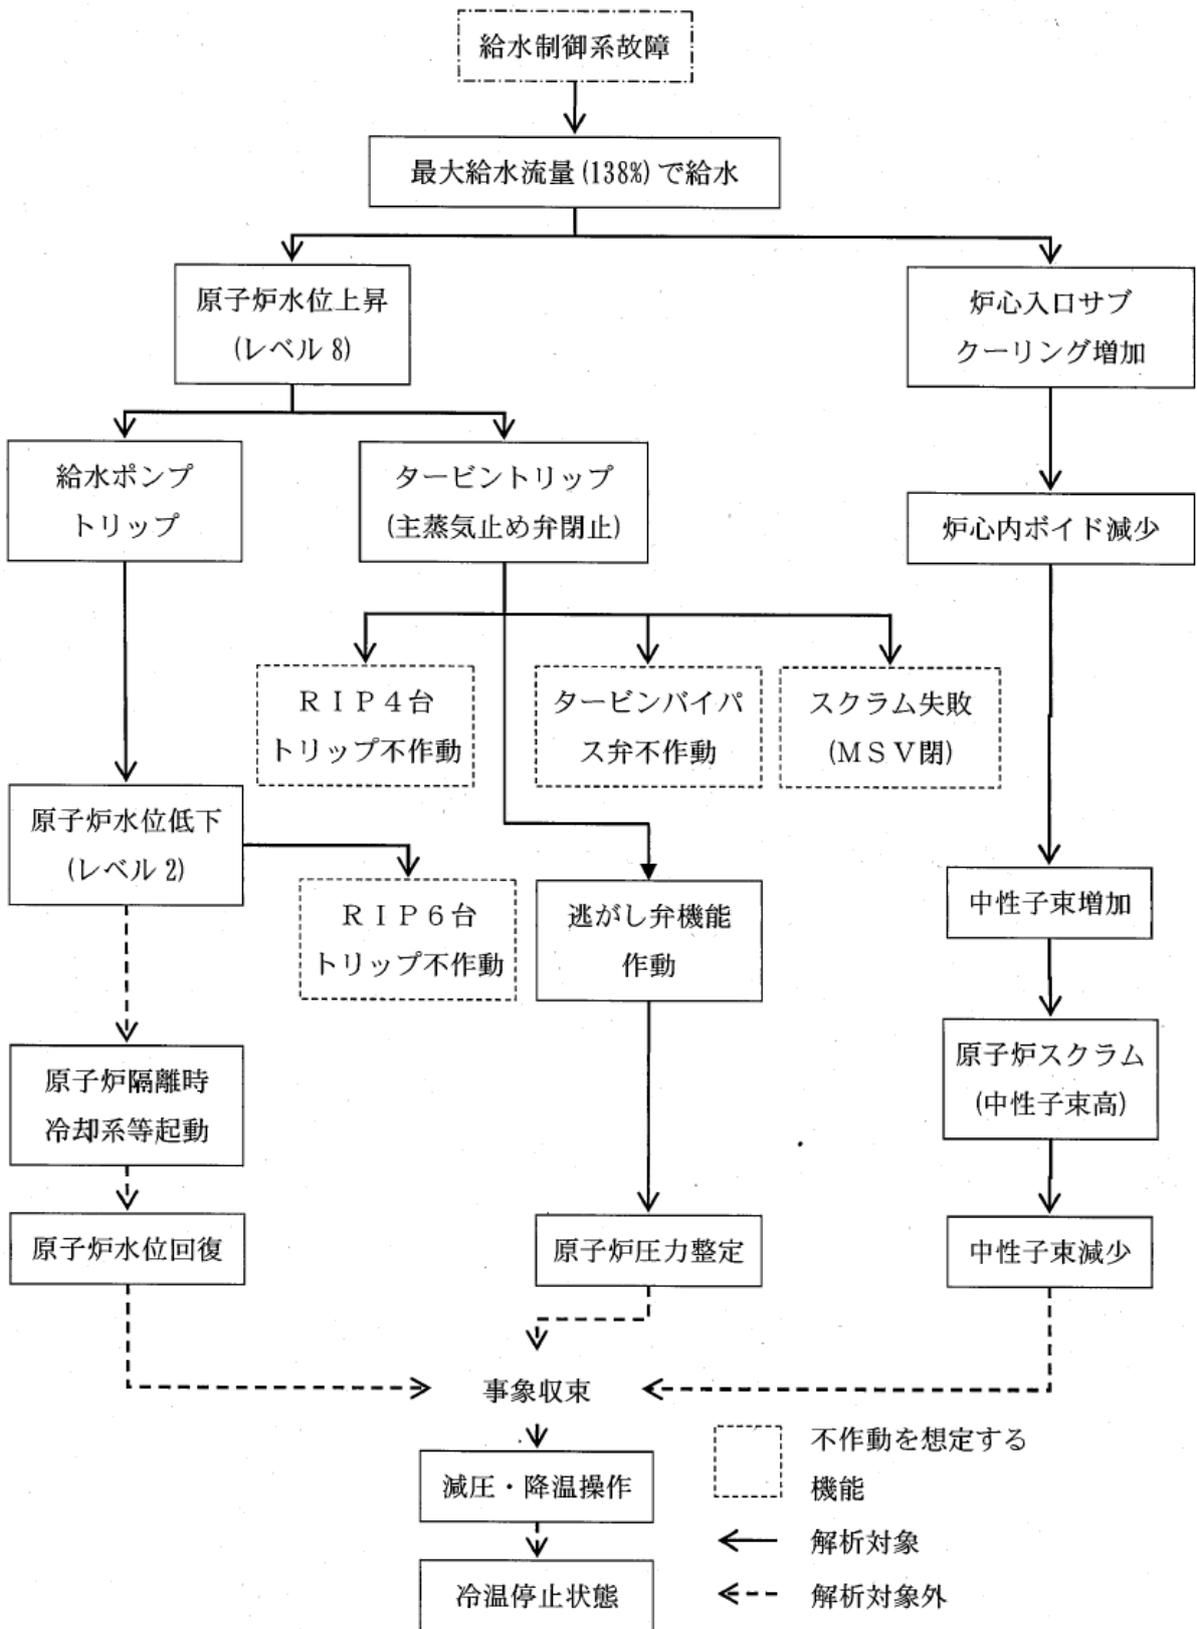 給水制御系故障
最大給水流量(138%)で給水
原子炉水位上昇
(レベル8)
炉心入口サブ
クーリング増加
給水ポンプ
トリップ
タービントリップ
(主蒸気止め弁閉止)
炉心内ボイド減少
RIP4台
トリップ不作動
タービンバイパ
ス弁不作動
スクラム失敗
(MSV閉)
原子炉水位低下
(レベル2)
RIP6台
トリップ不作動
逃がし弁機能
作動
中性子束増加
原子炉隔離時
冷却系等起動
原子炉スクラム
(中性子束高)
原子炉水位回復
原子炉圧力整定
中性子束減少
事象収束
減圧・降温操作
冷温停止状態
不作動を想定する
機能
解析対象
解析対象外